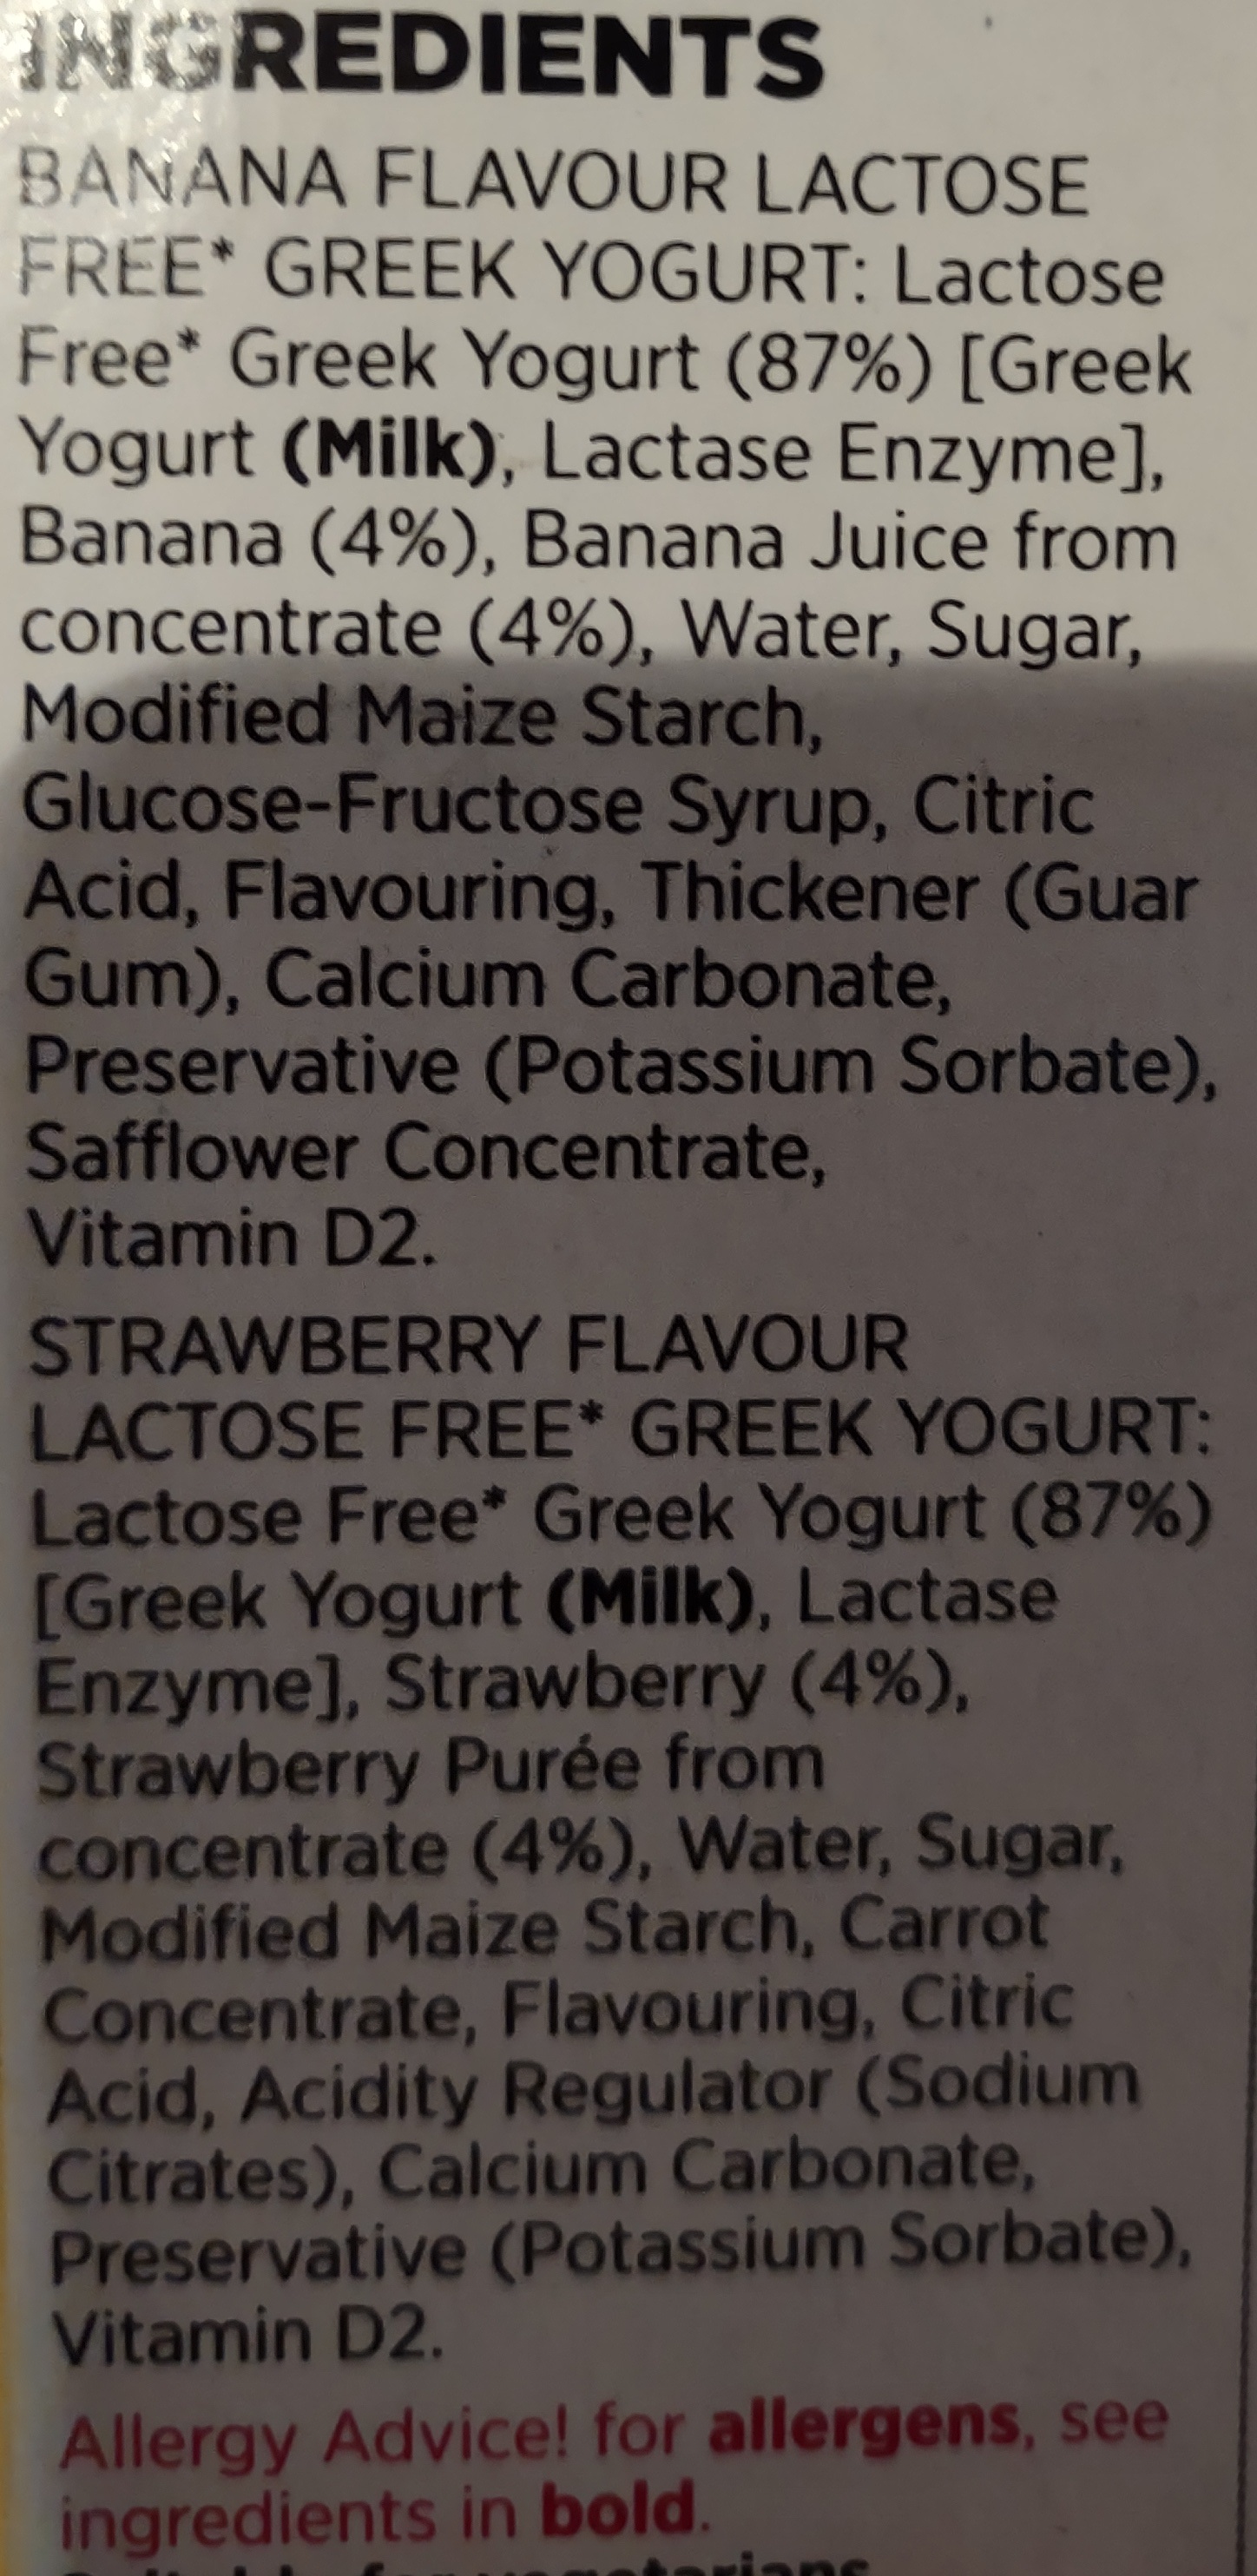 INGREDIENTS
BANANA FLAVOUR LACTOSE
FREE* GREEK YOGURT: Lactose
Free* Greek Yogurt (87%) [Greek
Yogurt (Milk), Lactase Enzyme],
Banana (4%), Banana Juice from
concentrate (4%), Water, Sugar,
Modified Maize Starch,
Glucose-Fructose Syrup, Citric
Acid, Flavouring, Thickener (Guar
Gum), Calcium Carbonate,
Preservative (Potassium Sorbate),
Safflower Concentrate,
Vitamin D2.
STRAWBERRY FLAVOUR
LACTOSE FREE* GREEK YOGURT:
Lactose Free* Greek Yogurt (87%)
[Greek Yogurt (Milk), Lactase
Enzyme], Strawberry (4%),
Strawberry Purée from
concentrate (4%), Water, Sugar,
Modified Maize Starch, Carrot
Concentrate, Flavouring, Citric
Acid, Acidity Regulator (Sodium
Citrates), Calcium Carbonate,
Preservative (Potassium Sorbate),
Vitamin D2.
Allergy Advice! for allergens, see
ingredients in bold.
for vegetarians